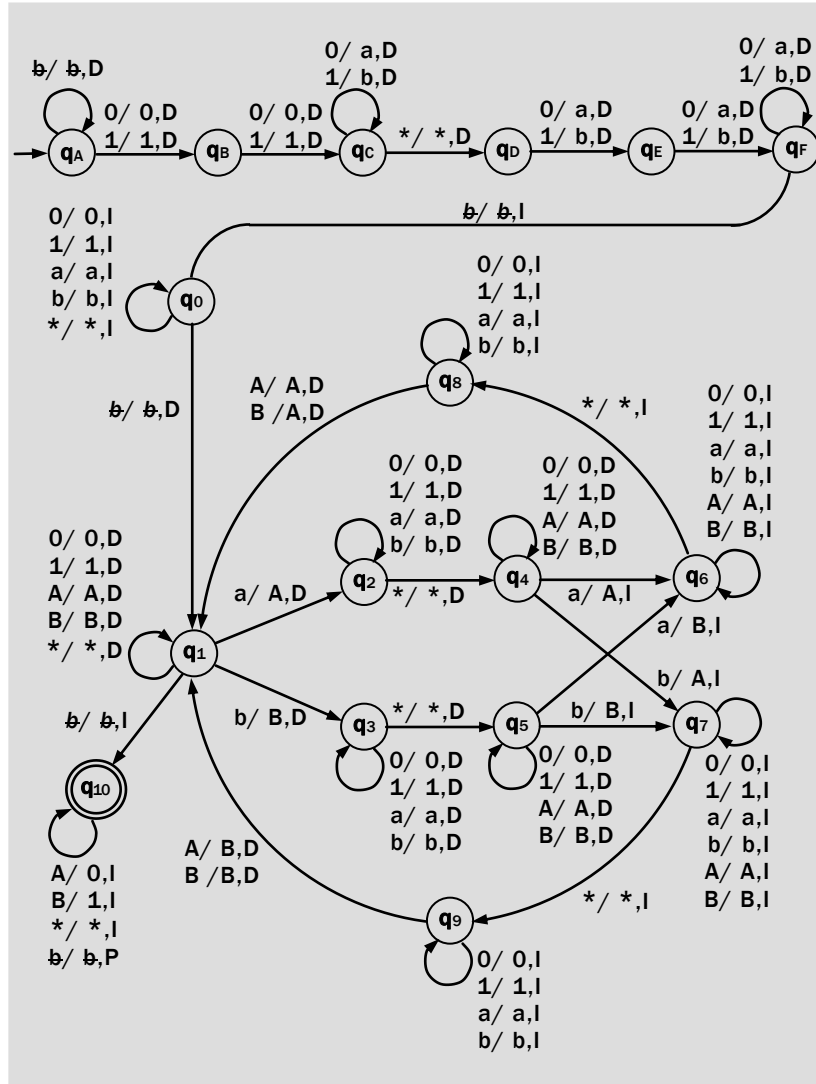 ƀ/ ƀ,D
0/ 0,D
1/ 1,D
0/ 0,D
1/ 1,D
0/ a,D
1/ b,D
*/ *,D
0/ a,D
1/ b,D
0/ a,D
1/ b,D
0/ a,D
1/ b,D
qA
qB
qC
qD
qE
qF
ƀ/ ƀ,I
0/ 0,I
1/ 1,I
a/ a,I
b/ b,I
*/ *,I
q0
ƀ/ ƀ,D
0/ 0,I
1/ 1,I
a/ a,I
b/ b,I
q8
A/ A,D
B /A,D
*/ *,I
0/ 0,I
1/ 1,I
a/ a,I
b/ b,I
A/ A,I
B/ B,I
q6
0/ 0,D
1/ 1,D
a/ a,D
b/ b,D
q2
0/ 0,D
1/ 1,D
A/ A,D
B/ B,D
q4
0/ 0,D
1/ 1,D
A/ A,D
B/ B,D
*/ *,D
q1
a/ A,D
*/ *,D
a/ A,I
a/ B,I
b/ A,I
b/ B,D
*/ *,D
b/ B,I
q3
q5
q7
0/ 0,D
1/ 1,D
a/ a,D
b/ b,D
0/ 0,D
1/ 1,D
A/ A,D
B/ B,D
0/ 0,I
1/ 1,I
a/ a,I
b/ b,I
A/ A,I
B/ B,I
ƀ/ ƀ,I
q10
A/ 0,I
B/ 1,I
*/ *,I
ƀ/ ƀ,P
A/ B,D
B /B,D
*/ *,I
q9
0/ 0,I
1/ 1,I
a/ a,I
b/ b,I